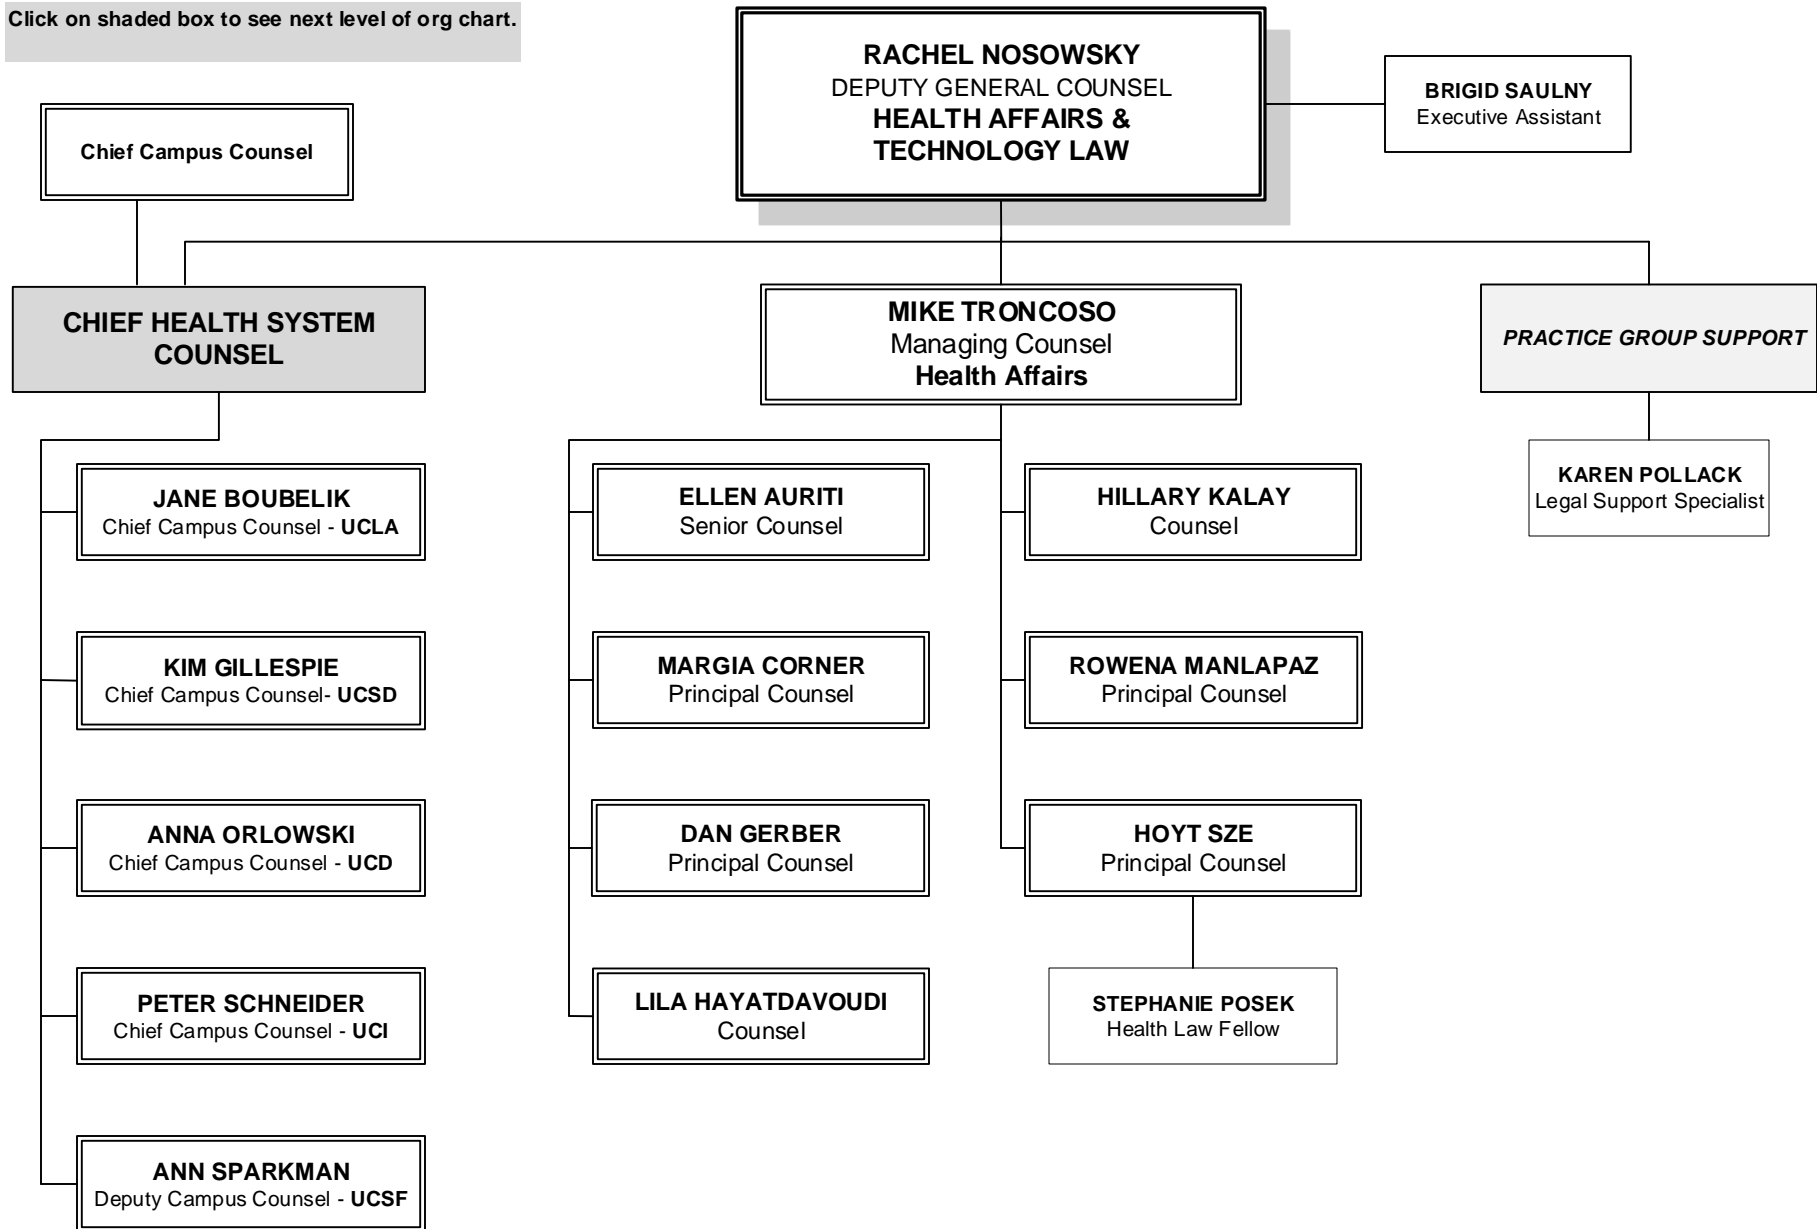 Click on shaded box to see next level of org chart.
RACHEL NOSOWSKY
DEPUTY GENERAL COUNSEL
HEALTH AFFAIRS &
TECHNOLOGY LAW
BRIGID SAULNY
Executive Assistant
Chief Campus Counsel
CHIEF HEALTH SYSTEM
COUNSEL
MIKE TRONCOSO
Managing Counsel
Health Affairs
PRACTICE GROUP SUPPORT
JANE BOUBELIK
Chief Campus Counsel - UCLA
KIM GILLESPIE
Chief Campus Counsel- UCSD
ANNA ORLOWSKI
Chief Campus Counsel - UCD
PETER SCHNEIDER
Chief Campus Counsel - UCI
ANN SPARKMAN
Deputy Campus Counsel - UCSF
ELLEN AURITI
Senior Counsel
MARGIA CORNER
Principal Counsel
DAN GERBER
Principal Counsel
LILA HAYATDAVOUDI
Counsel
HILLARY KALAY
Counsel
ROWENA MANLAPAZ
Principal Counsel
HOYT SZE
Principal Counsel
STEPHANIE POSEK
Health Law Fellow
KAREN POLLACK
Legal Support Specialist